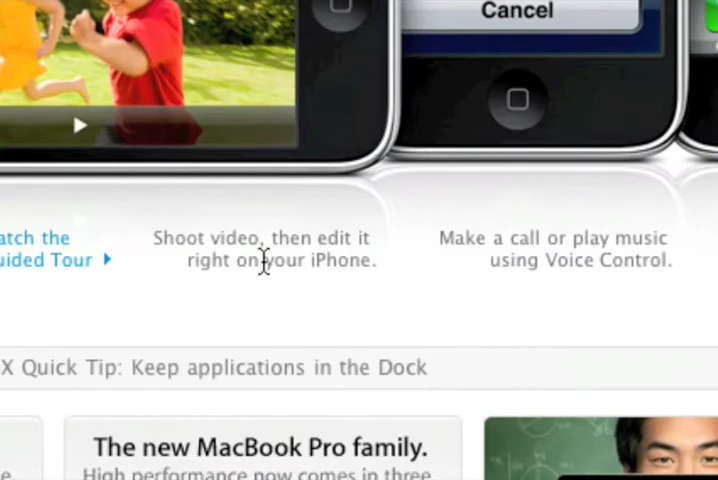 Cancel
atch the
uided Tour
Shoot video, then edit it
right on your iPhone.
Make a call or play music
using Voice Control.
X Quick Tip: Keep applications in the Dock
The new MacBook Pro family.
High performance now comes in three
e.